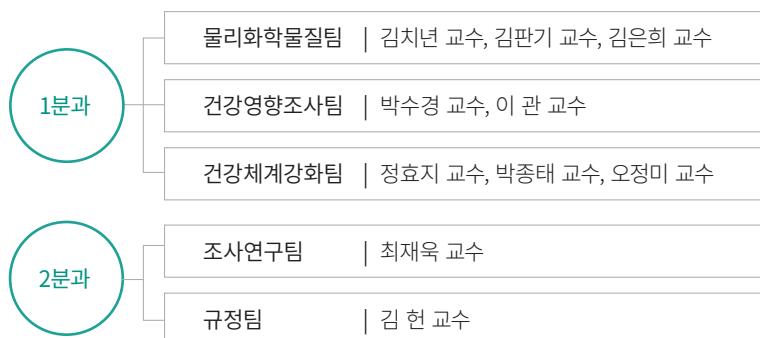 1분과
물리화학물질팀 | 김치년 교수, 김판기 교수, 김은희 교수
건강영향조사팀 | 박수경 교수, 이 관 교수
건강체계강화팀 | 정효지 교수, 박종태 교수, 오정미 교수
2분과
조사연구팀 | 최재욱 교수
규정팀 | 김 헌 교수